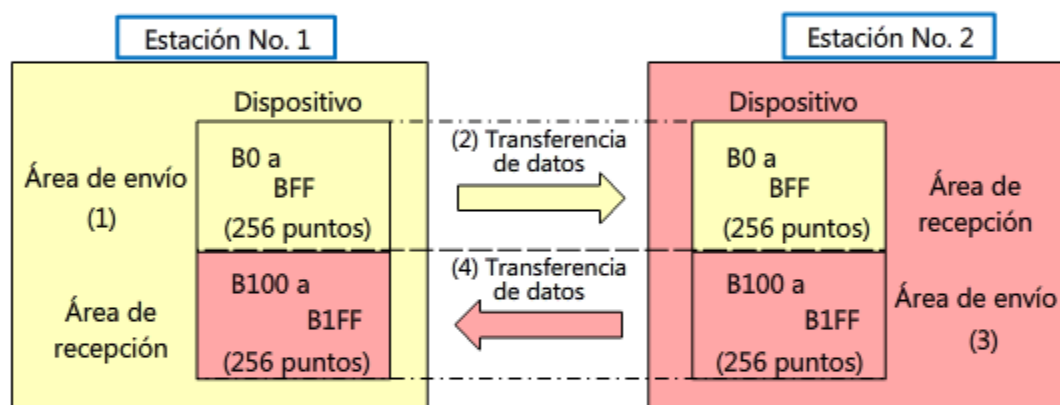 Estación No. 1
Estación No. 2
Dispositivo
Área de envío
(1)
B0 a
BFF
(256 puntos)
Área de
recepción
B100 a
B1FF
(256 puntos)
(2) Transferencia
de datos
(4) Transferencia
de datos
Dispositivo
B0 a
BFF
(256 puntos)
Área de
recepción
B100 a
B1FF
(256 puntos)
Área de envío
(3)